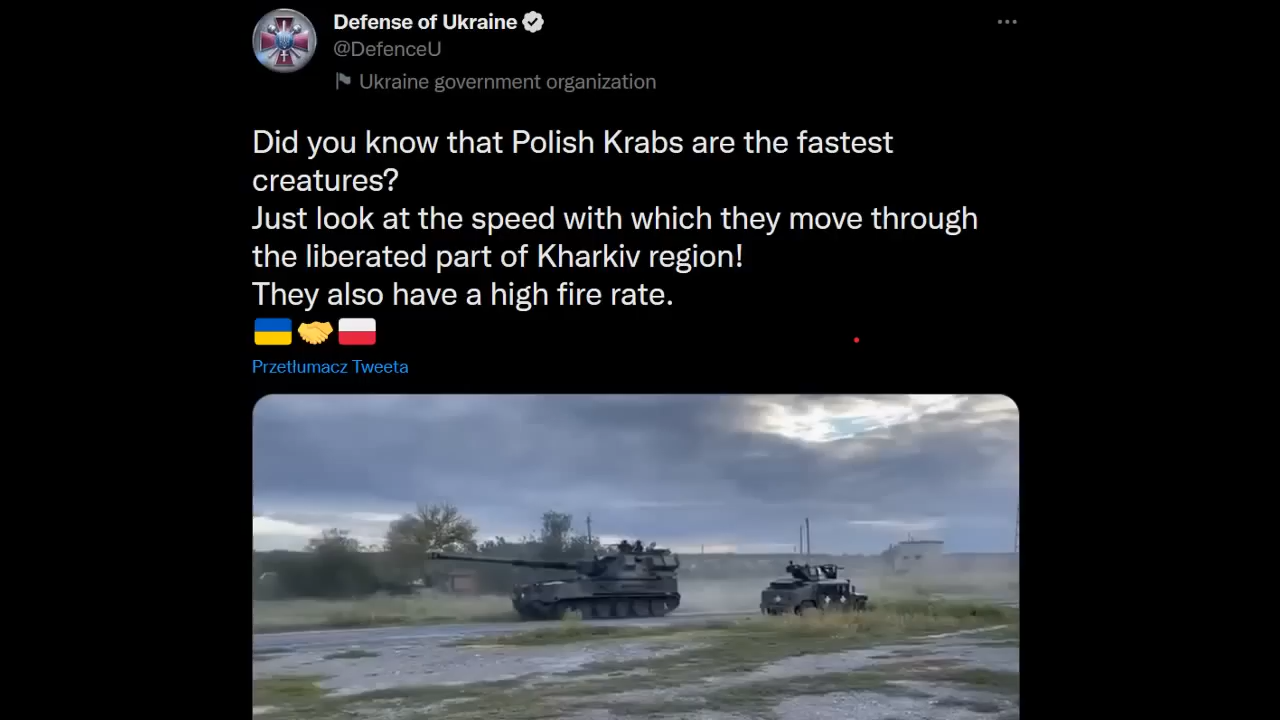 Defense of Ukraine
@DefenceU
Ukraine government organization
Did you know that Polish Krabs are the fastest
creatures?
Just look at the speed with which they move through
the liberated part of Kharkiv region!
They also have a high fire rate.
🇺🇦🤝🇵🇱
Przetłumacz Tweeta